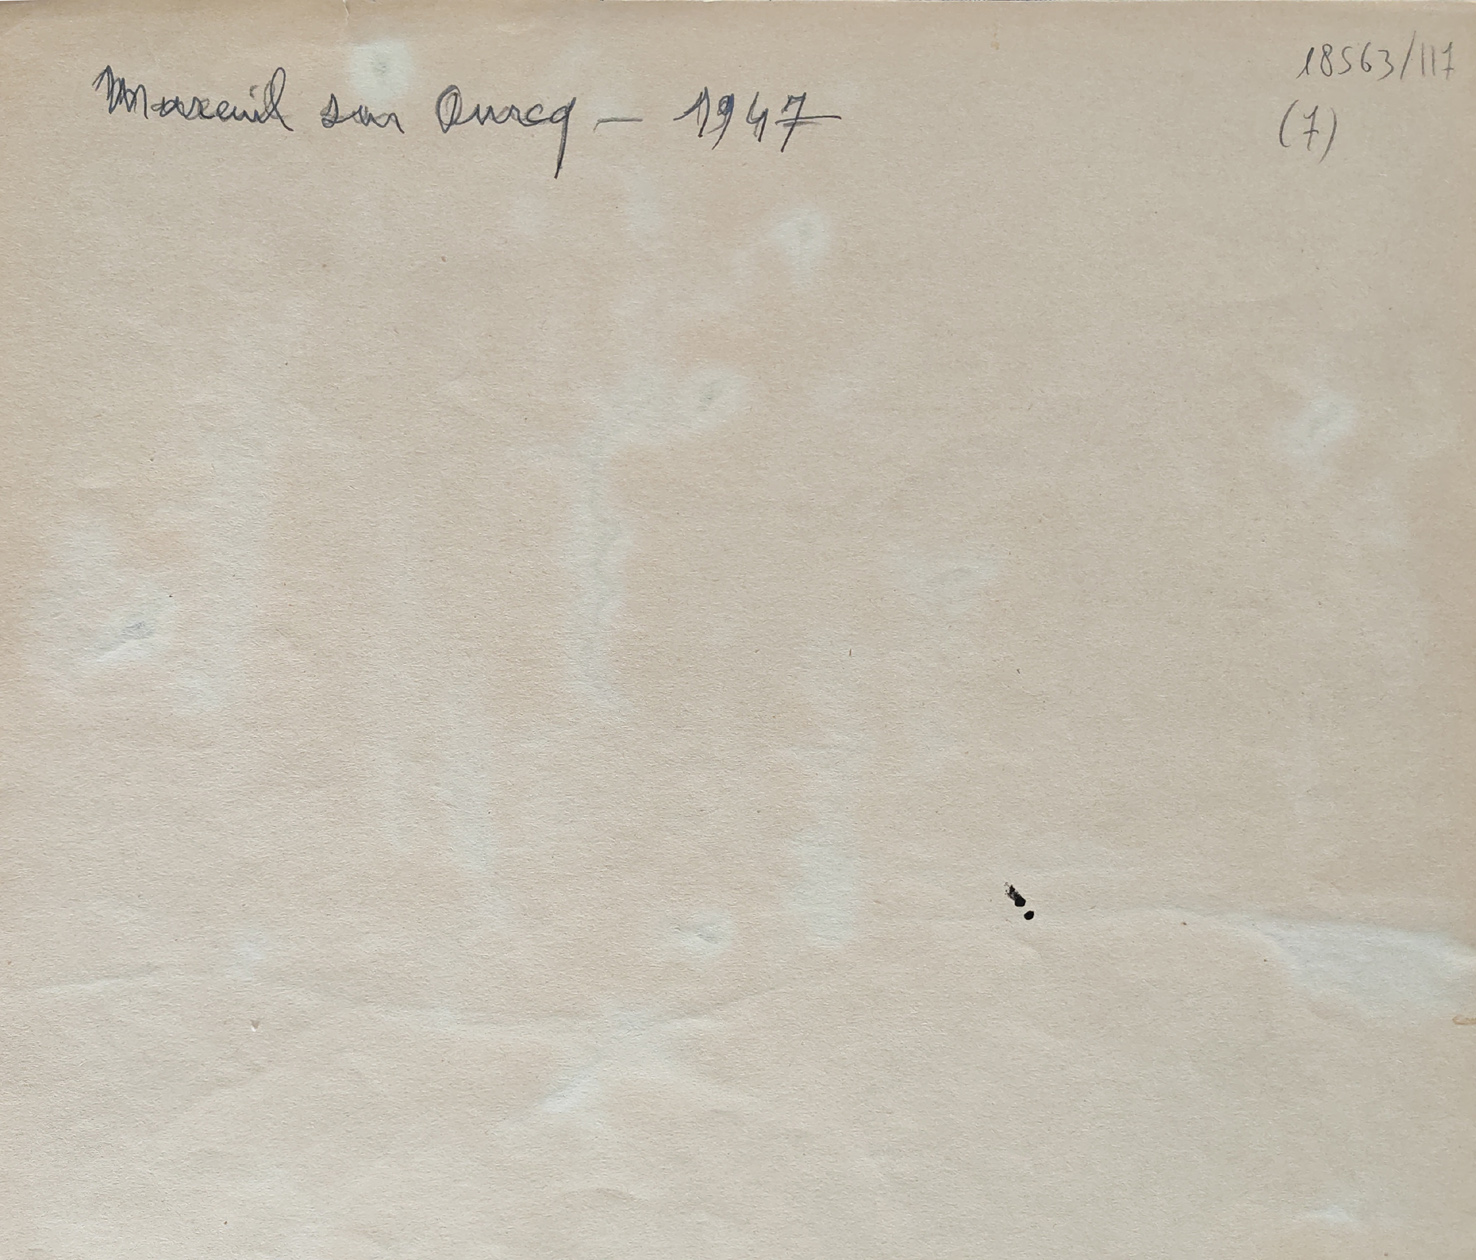 Mareuil sur Ourcq – 1947
18563/117
(7)